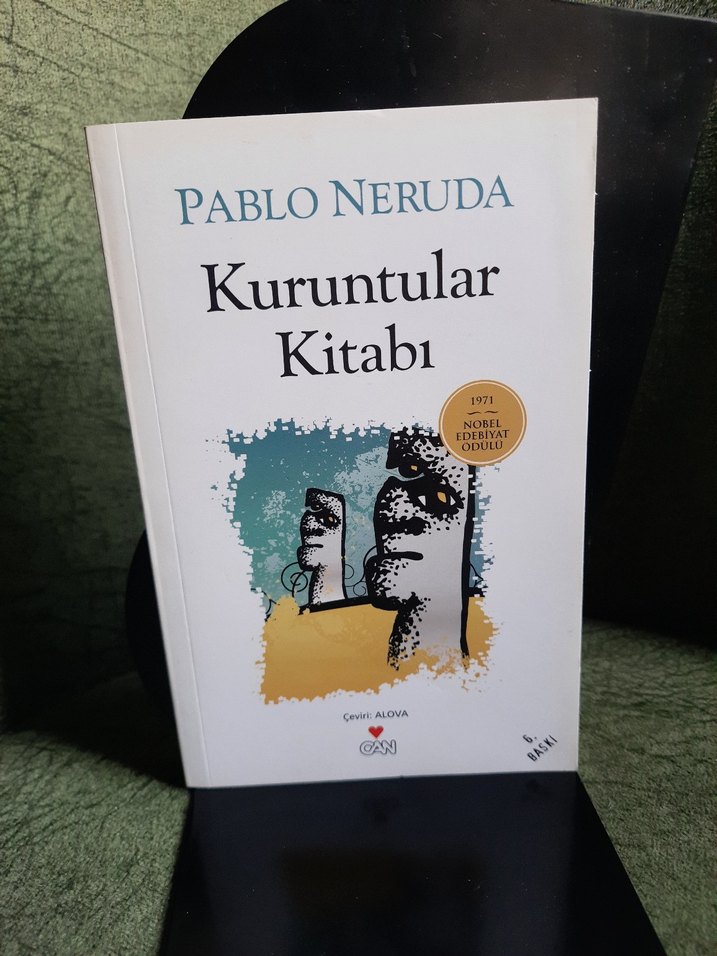 PABLO NERUDA
Kuruntular
Kitabı
1971
NOBEL
EDEBİYAT
ÖDÜLÜ
Çeviri: ALOVA
CAN
6.
BASKI